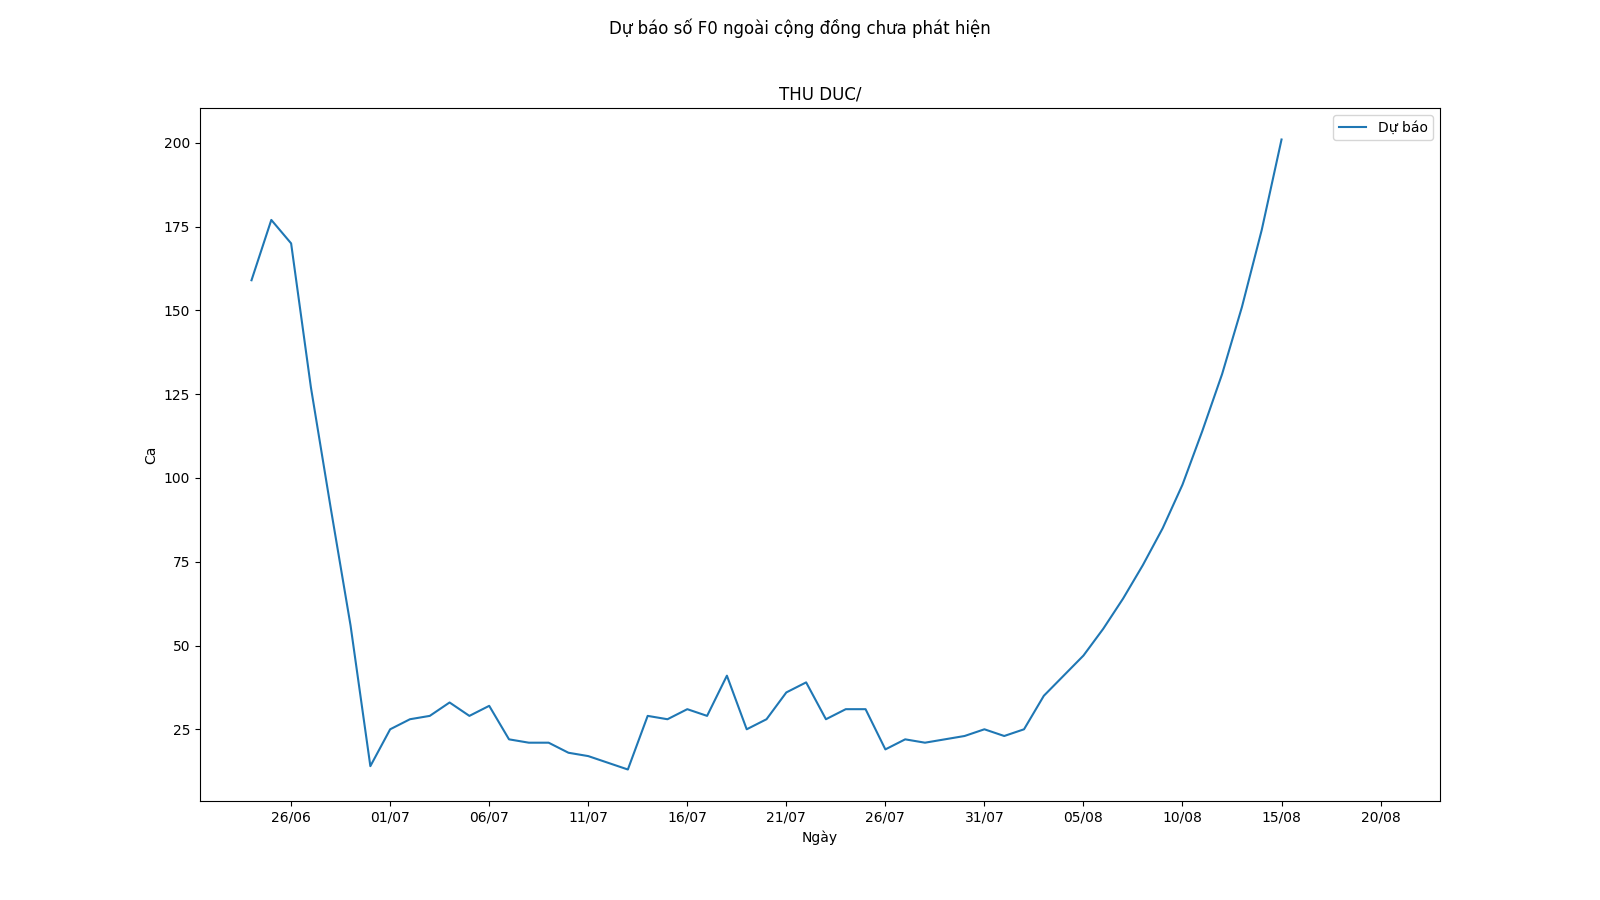 Dự báo số F0 ngoài cộng đồng chưa phát hiện
THU DUC/
Dự báo
200
175
150
125
100
75
50
25
Ca
26/06 01/07 06/07 11/07 16/07 21/07 26/07 31/07 05/08 10/08 15/08 20/08
Ngày